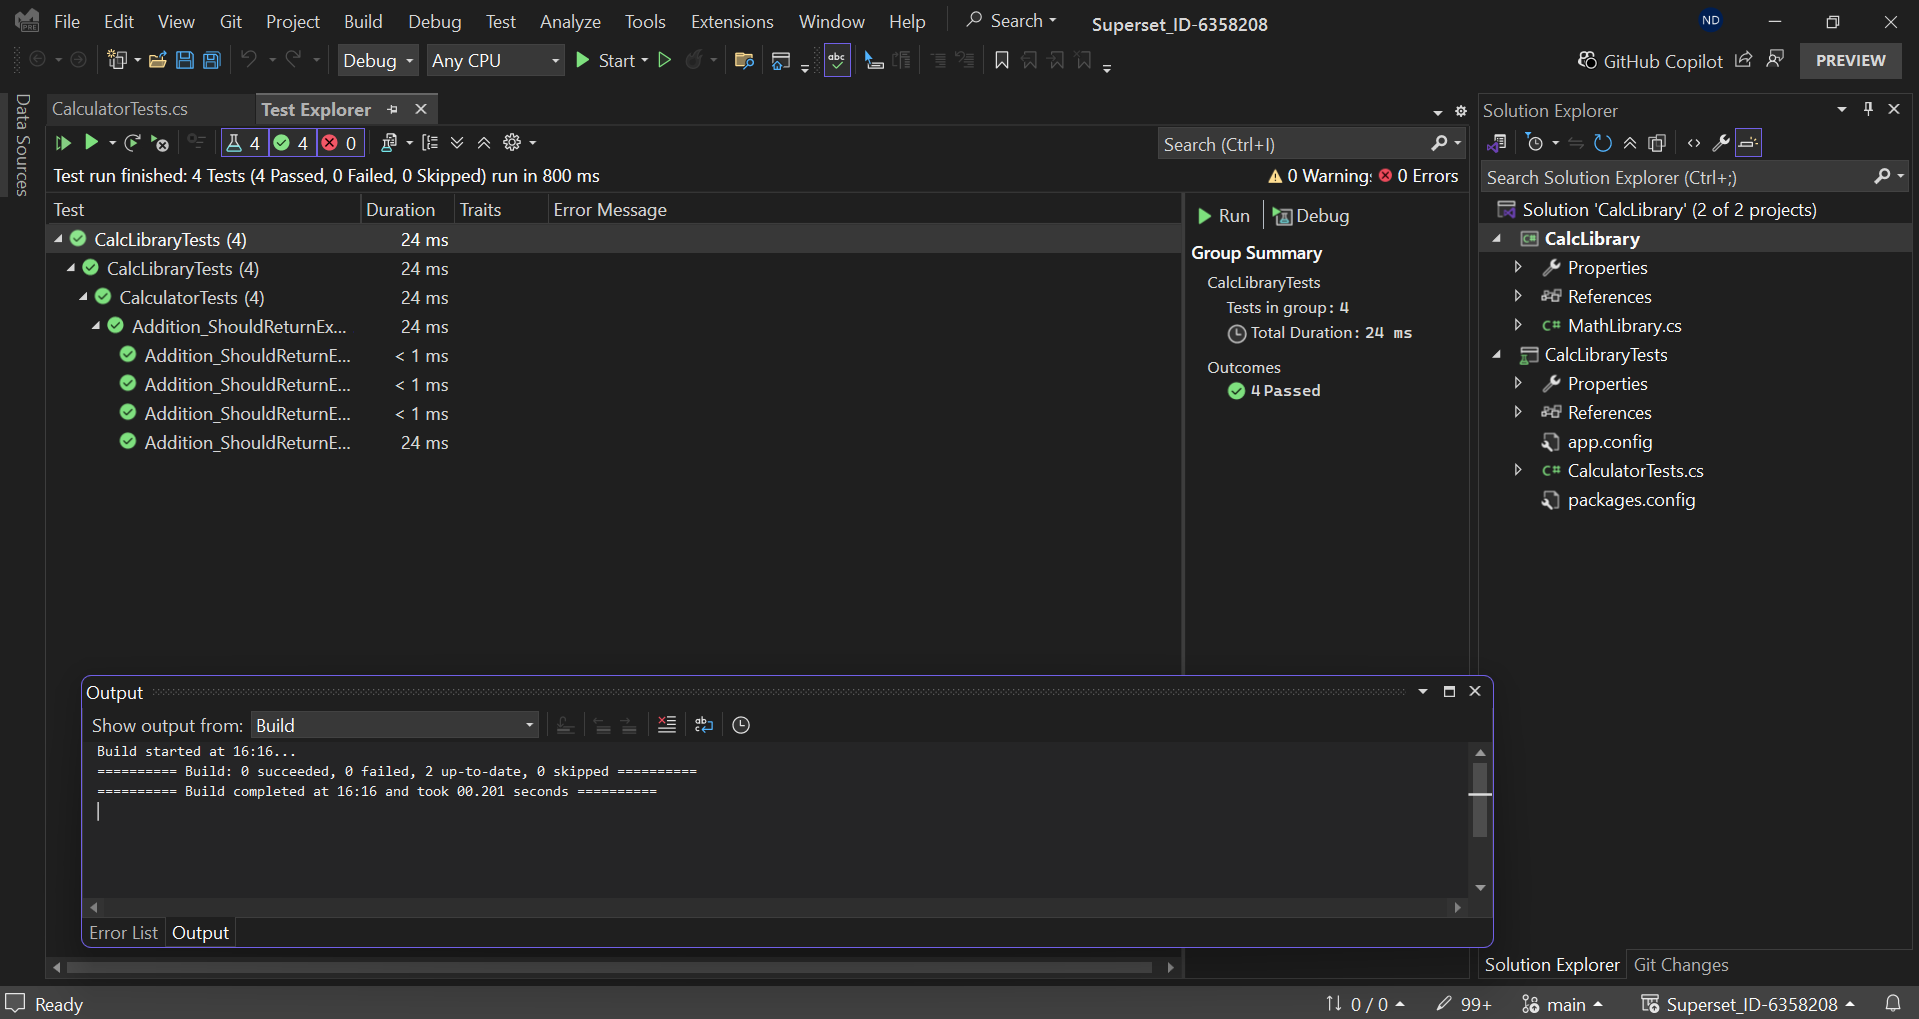 File Edit View Git Project Build Debug Test Analyze Tools Extensions Window Help Search Superset_ID-6358208 ND
PRE
Debug Any CPU Start abc GitHub Copilot PREVIEW
Data Sources
CalculatorTests.cs Test Explorer
4 4 0 Search (Ctrl+I)
Test run finished: 4 Tests (4 Passed, 0 Failed, 0 Skipped) run in 800 ms 0 Warning: 0 Errors
Test Duration Traits Error Message
CalcLibraryTests (4) 24 ms
CalcLibraryTests (4) 24 ms
CalculatorTests (4) 24 ms
Addition_ShouldReturnEx... 24 ms
Addition_ShouldReturnE... < 1 ms
Addition_ShouldReturnE... < 1 ms
Addition_ShouldReturnE... < 1 ms
Addition_ShouldReturnE... 24 ms
Run Debug
Group Summary
CalcLibraryTests
Tests in group: 4
Total Duration: 24 ms
Outcomes
4 Passed
Solution Explorer
Search Solution Explorer (Ctrl+;)
Solution 'CalcLibrary' (2 of 2 projects)
C# CalcLibrary
Properties
References
C# MathLibrary.cs
CalcLibraryTests
Properties
References
app.config
C# CalculatorTests.cs
packages.config
Output
Show output from: Build
Build started at 16:16...
========== Build: 0 succeeded, 0 failed, 2 up-to-date, 0 skipped ==========
========== Build completed at 16:16 and took 00.201 seconds ==========
Error List Output
Solution Explorer Git Changes
Ready 0 / 0 99+ main Superset_ID-6358208